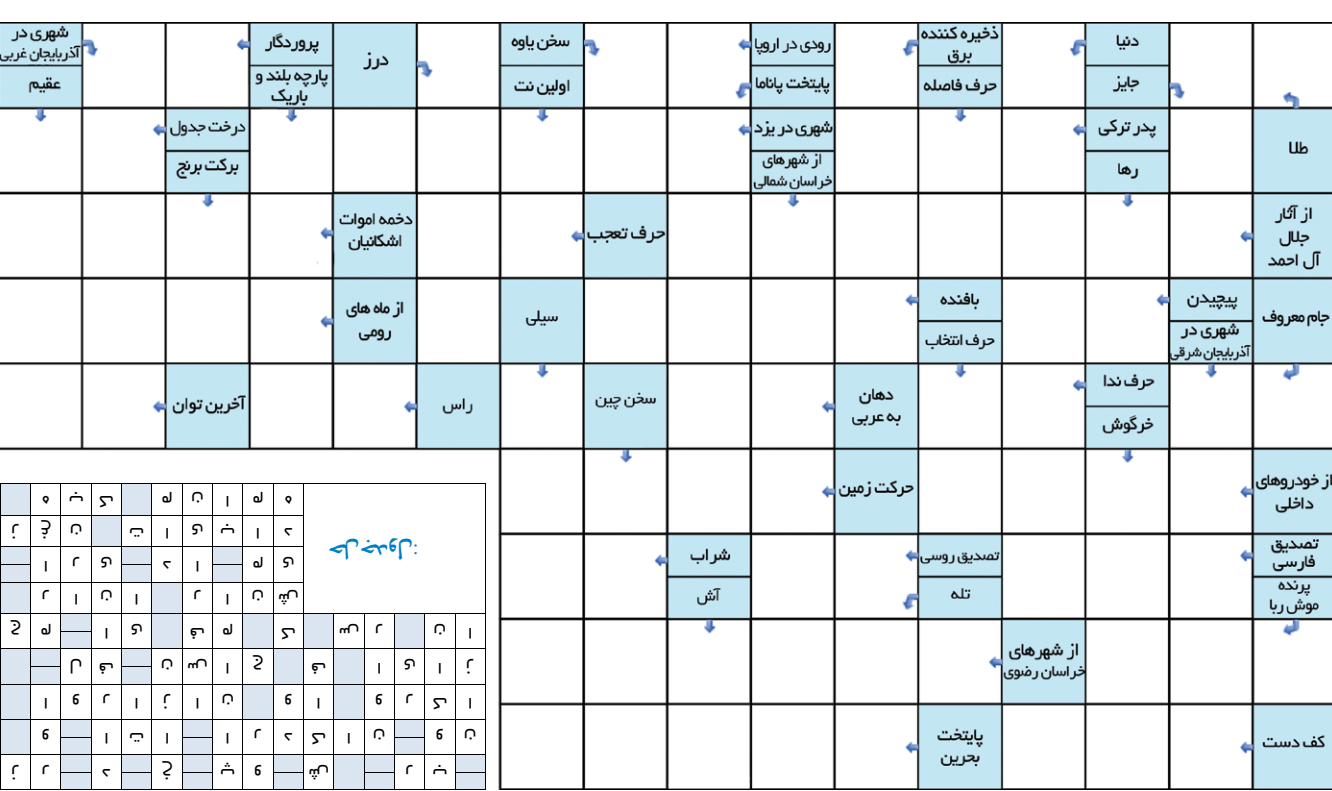 دنیا
جایز
ذخیره کننده
برق
حرف فاصله
رودی در اروپا
پایتخت پاناما
سخن یاوه
اولین نت
درز
پروردگار
پارچه بلند و
باریک
شهری در
آذربایجان غربی
عقیم
طلا
پدر ترکی
رها
شهری در یزد
از شهرهای
خراسان شمالی
درخت جدول
برکت برنج
از آثار
جلال
آل احمد
حرف تعجب
دخمه اموات
اشکانیان
جام معروف
پیچیدن
شهری در
آذربایجان شرقی
بافنده
حرف انتخاب
سیلی
از ماه های
رومی
حرف ندا
خرگوش
دهان
به عربی
سخن چین
راس
آخرین توان
از خودروهای
داخلی
حرکت زمین
تصدیق
فارسی
پرنده
موش ربا
تصدیق روسی
تله
شراب
آش
از شهرهای
خراسان رضوی
کف دست
پایتخت
بحرین
حل جدول:
ز ر د خ پ و ش ر ب
و ا ت ا ا ر د ک ا ن و ن
ا و ر ا ز ا ن و ا و ر ک ا
ل ف ن س ا ج ف ا ی ا ز
ج م ا ی ف م ک س ر ن ا
ر ا ن ا ر ا ن ش
ا ر ی د ا م ی
ز غ ن ت ا ی ب ا د
ه ب ک م ن ا م ه